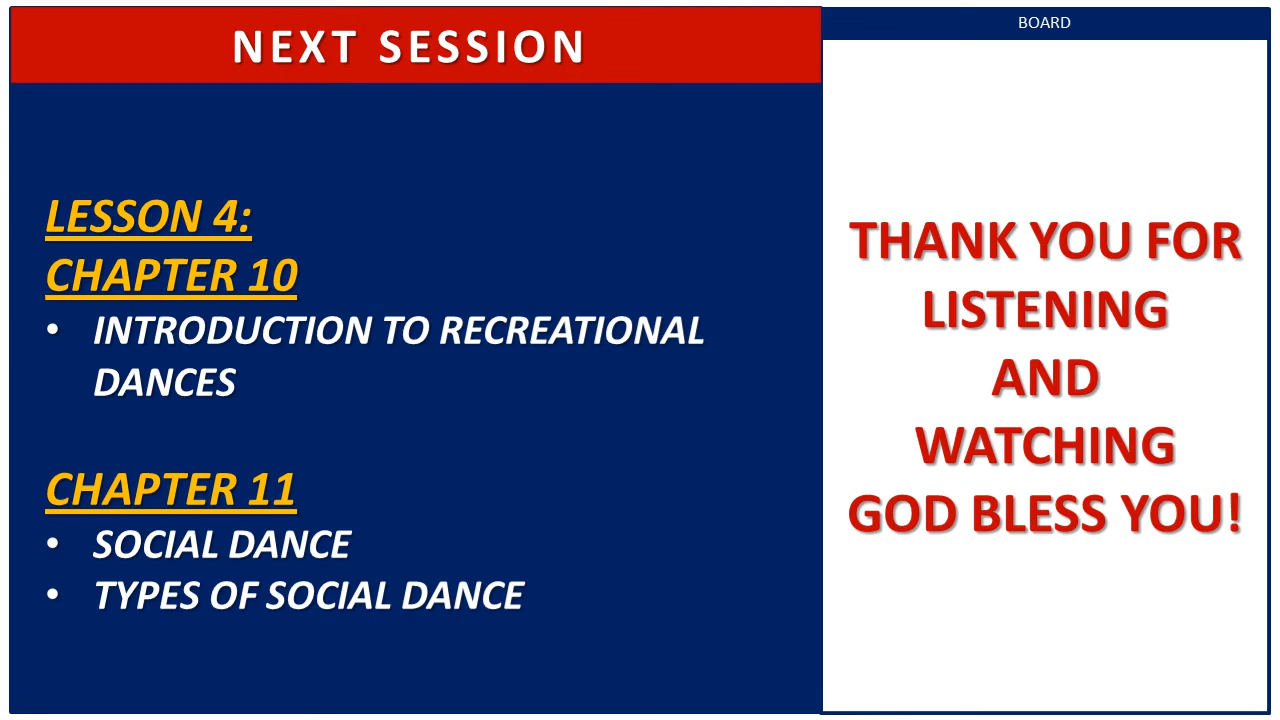 NEXT SESSION
LESSON 4:
CHAPTER 10
• INTRODUCTION TO RECREATIONAL
DANCES
CHAPTER 11
• SOCIAL DANCE
• TYPES OF SOCIAL DANCE
BOARD
THANK YOU FOR
LISTENING
AND
WATCHING
GOD BLESS YOU!